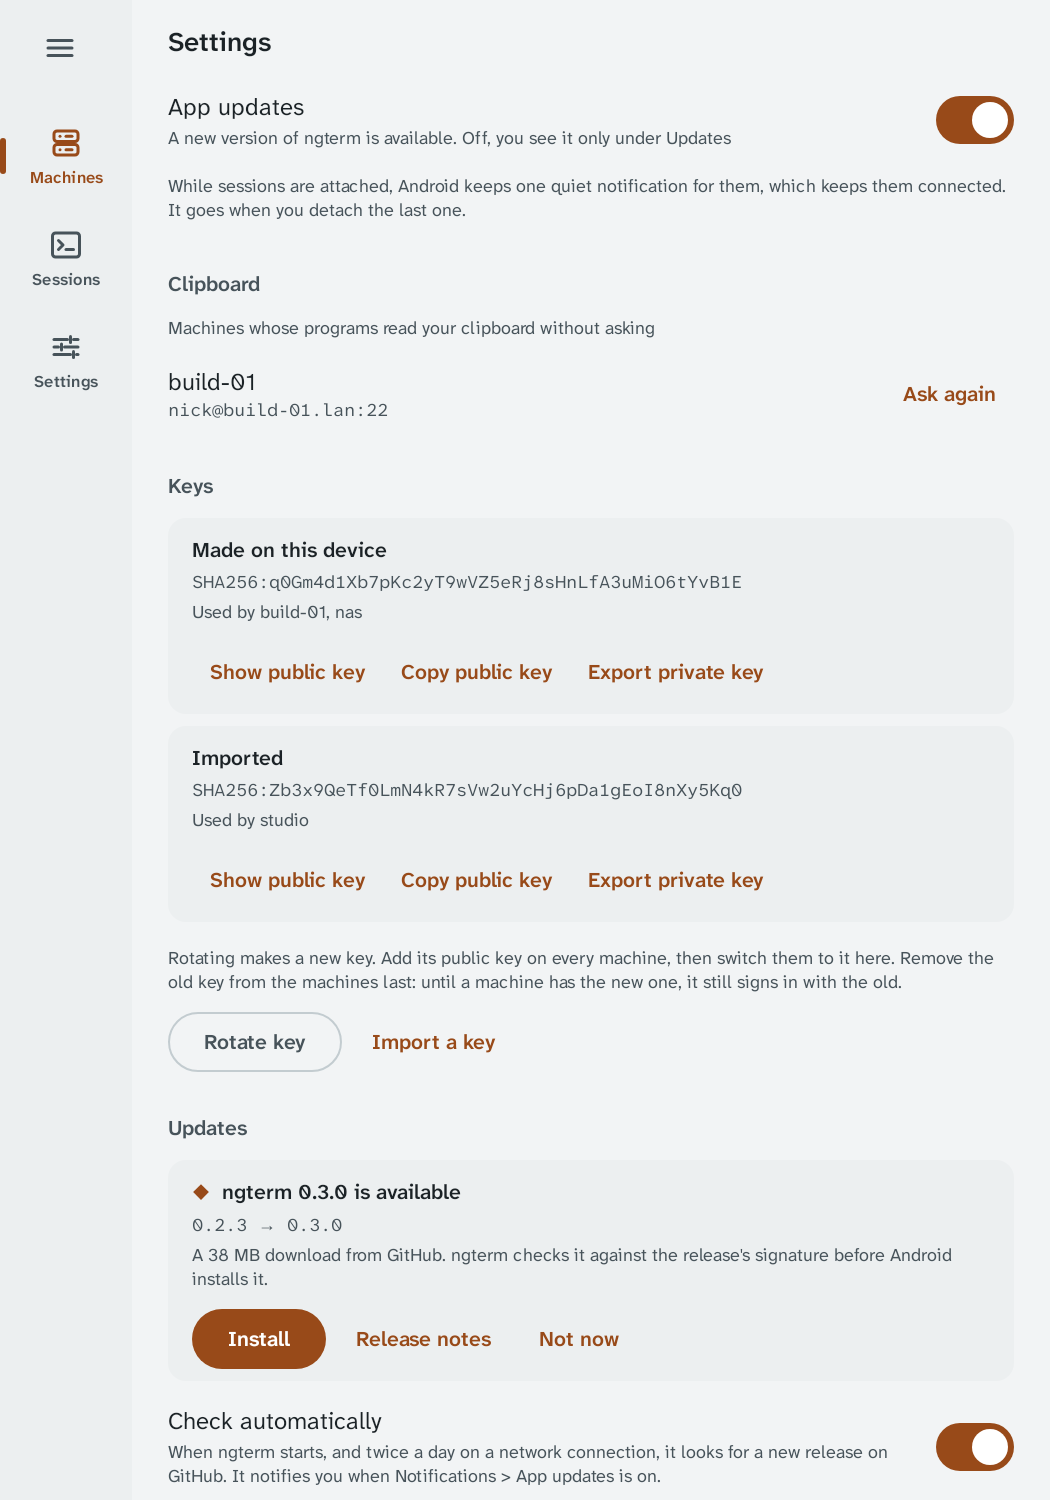 Settings
App updates
A new version of ngterm is available. Off, you see it only under Updates
Machines
While sessions are attached, Android keeps one quiet notification for them, which keeps them connected.
It goes when you detach the last one.
Sessions
Clipboard
Machines whose programs read your clipboard without asking
Settings
build-01
nick@build-01.lan:22
Ask again
Keys
Made on this device
SHA256:q0Gm4d1Xb7pKc2yT9wVZ5eRj8sHnLfA3uMiO6tYvB1E
Used by build-01, nas
Show public key Copy public key Export private key
Imported
SHA256:Zb3x9QeTf0LmN4kR7sVw2uYcHj6pDa1gEoI8nXy5Kq0
Used by studio
Show public key Copy public key Export private key
Rotating makes a new key. Add its public key on every machine, then switch them to it here. Remove the
old key from the machines last: until a machine has the new one, it still signs in with the old.
Rotate key Import a key
Updates
ngterm 0.3.0 is available
0.2.3 → 0.3.0
A 38 MB download from GitHub. ngterm checks it against the release's signature before Android
installs it.
Install Release notes Not now
Check automatically
When ngterm starts, and twice a day on a network connection, it looks for a new release on
GitHub. It notifies you when Notifications > App updates is on.